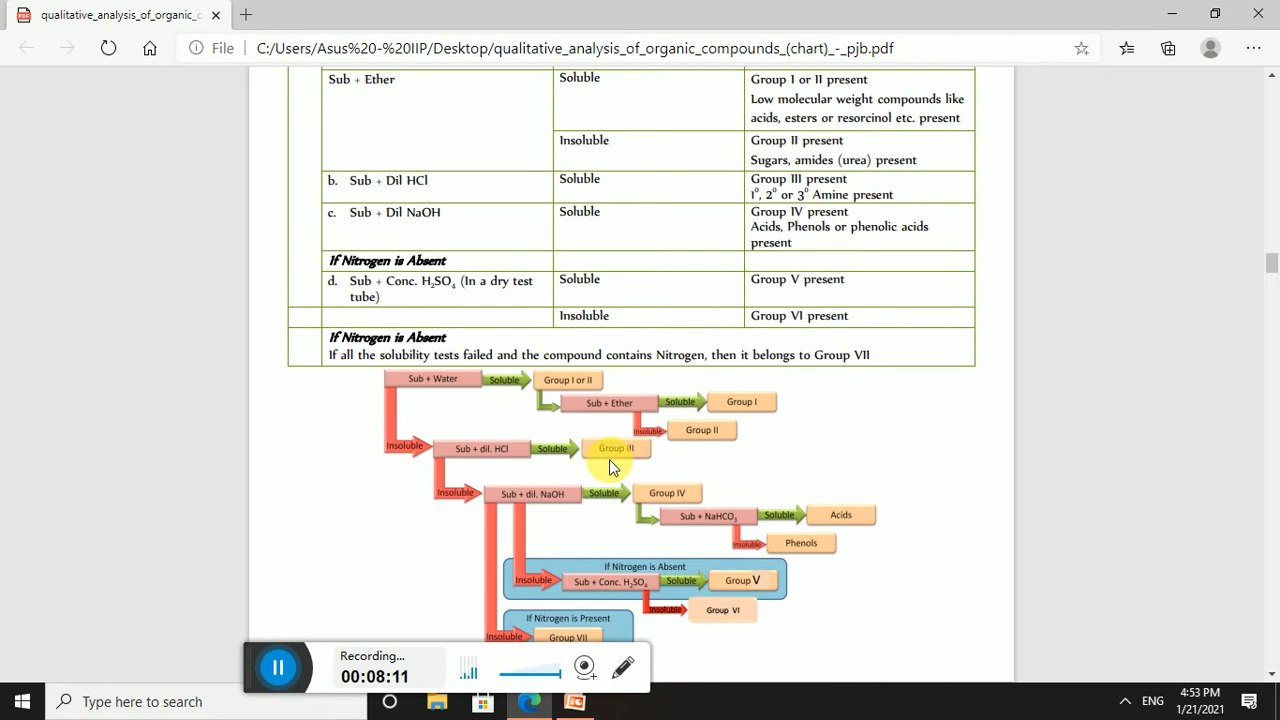 qualitative_analysis_of_organic_c
File
C:/Users/Asus%20-%20IIP/Desktop/qualitative_analysis_of_organic_compounds_(chart)_-_pjb.pdf
Sub + Ether
Soluble
Group I or II present
Low molecular weight compounds like
acids, esters or resorcinol etc. present
Insoluble
Group II present
Sugars, amides (urea) present
b. Sub + Dil HCl
Soluble
Group III present
1⁰, 2⁰ or 3⁰ Amine present
c. Sub + Dil NaOH
Soluble
Group IV present
Acids, Phenols or phenolic acids
present
If Nitrogen is Absent
d. Sub + Conc. H₂SO₄ (In a dry test
tube)
Soluble
Group V present
Insoluble
Group VI present
If Nitrogen is Absent
If all the solubility tests failed and the compound contains Nitrogen, then it belongs to Group VII
Sub + Water
Soluble
Group I or II
Sub + Ether
Soluble
Group I
Insoluble
Group II
Insoluble
Sub + dil. HCl
Soluble
Group III
Insoluble
Sub + dil. NaOH
Soluble
Group IV
Sub + NaHCO₃
Soluble
Acids
Insoluble
Phenols
If Nitrogen is Absent
Insoluble
Sub + Conc. H₂SO₄
Soluble
Group V
Insoluble
Group VI
If Nitrogen is Present
Insoluble
Group VII
Recording...
00:08:11
Type here to search
ENG
4:53 PM
1/21/2021